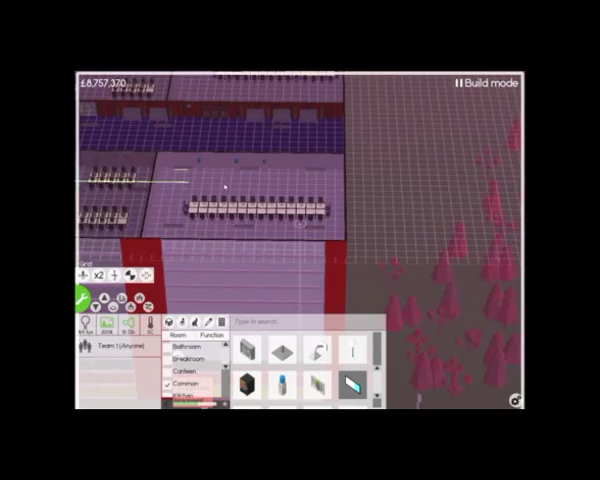 £8,757,370
Build mode
Grid
x2
Type to search...
Room
Function
Team 1(Anyone)
Bathroom
Breakroom
Canteen
Common
Kitchen